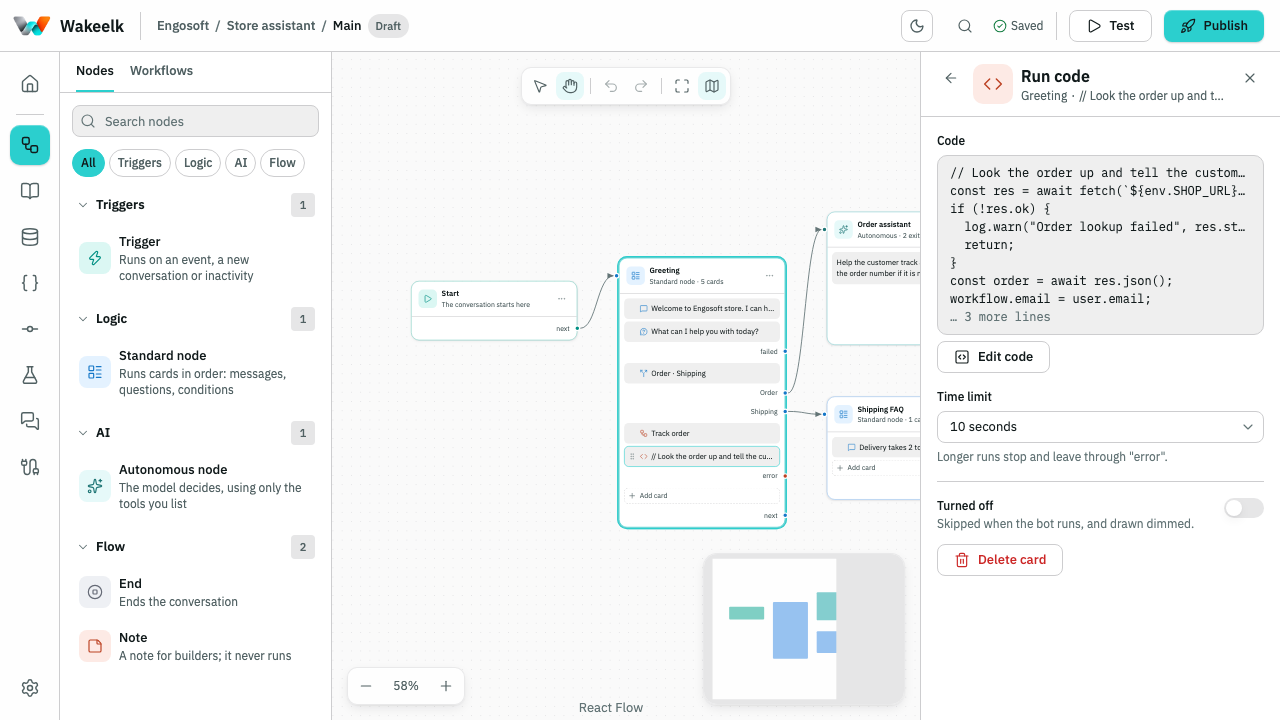 Wakeelk
Engosoft / Store assistant / Main Draft
Saved
Test
Publish
Nodes Workflows
Search nodes
All Triggers Logic AI Flow
Triggers 1
Trigger
Runs on an event, a new
conversation or inactivity
Logic 1
Standard node
Runs cards in order: messages,
questions, conditions
AI 1
Autonomous node
The model decides, using only the
tools you list
Flow 2
End
Ends the conversation
Note
A note for builders; it never runs
Start
The conversation starts here
next
Greeting
Standard node · 5 cards
Welcome to Engosoft store. I can h...
What can I help you with today?
failed
Order · Shipping
Order
Shipping
Track order
// Look the order up and tell the cu...
error
+ Add card
next
Order assistant
Autonomous · 2 exit
Help the customer track
the order number if it is
Shipping FAQ
Standard node · 1 ca
Delivery takes 2 to
+ Add card
58%
React Flow
Run code
Greeting · // Look the order up and t...
Code
// Look the order up and tell the custom…
const res = await fetch(`${env.SHOP_URL}…
if (!res.ok) {
log.warn("Order lookup failed", res.st…
return;
}
const order = await res.json();
workflow.email = user.email;
… 3 more lines
Edit code
Time limit
10 seconds
Longer runs stop and leave through "error".
Turned off
Skipped when the bot runs, and drawn dimmed.
Delete card